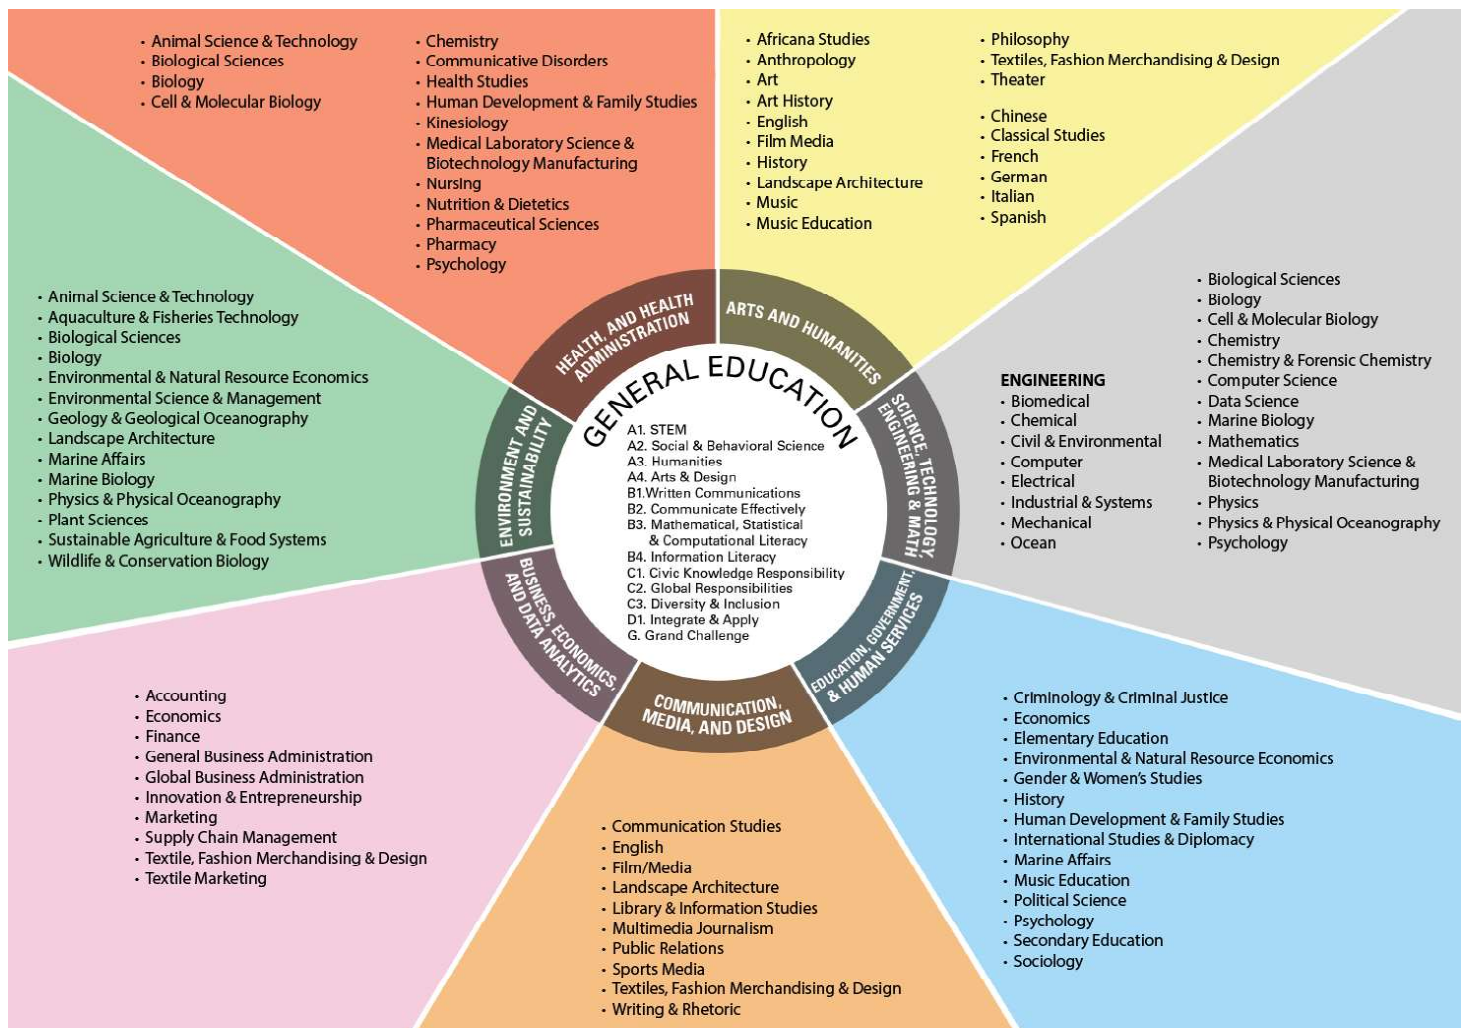 • Animal Science & Technology
• Biological Sciences
• Biology
• Cell & Molecular Biology
• Chemistry
• Communicative Disorders
• Health Studies
• Human Development & Family Studies
• Kinesiology
• Medical Laboratory Science &
Biotechnology Manufacturing
• Nursing
• Nutrition & Dietetics
• Pharmaceutical Sciences
• Pharmacy
• Psychology
• Africana Studies
• Anthropology
• Art
• Art History
• English
• Film Media
• History
• Landscape Architecture
• Music
• Music Education
• Philosophy
• Textiles, Fashion Merchandising & Design
• Theater
• Chinese
• Classical Studies
• French
• German
• Italian
• Spanish
• Animal Science & Technology
• Aquaculture & Fisheries Technology
• Biological Sciences
• Biology
• Environmental & Natural Resource Economics
• Environmental Science & Management
• Geology & Geological Oceanography
• Landscape Architecture
• Marine Affairs
• Marine Biology
• Physics & Physical Oceanography
• Plant Sciences
• Sustainable Agriculture & Food Systems
• Wildlife & Conservation Biology
HEALTH, AND HEALTH
ADMINISTRATION
ARTS AND HUMANITIES
ENVIRONMENT AND
SUSTAINABILITY
SCIENCE, TECHNOLOGY,
ENGINEERING & MATH
BUSINESS, ECONOMICS,
AND DATA ANALYTICS
EDUCATION, GOVERNMENT,
& HUMAN SERVICES
COMMUNICATION,
MEDIA, AND DESIGN
GENERAL EDUCATION
A1. STEM
A2. Social & Behavioral Science
A3. Humanities
A4. Arts & Design
B1.Written Communications
B2. Communicate Effectively
B3. Mathematical, Statistical
& Computational Literacy
B4. Information Literacy
C1. Civic Knowledge Responsibility
C2. Global Responsibilities
C3. Diversity & Inclusion
D1. Integrate & Apply
G. Grand Challenge
ENGINEERING
• Biomedical
• Chemical
• Civil & Environmental
• Computer
• Electrical
• Industrial & Systems
• Mechanical
• Ocean
• Biological Sciences
• Biology
• Cell & Molecular Biology
• Chemistry
• Chemistry & Forensic Chemistry
• Computer Science
• Data Science
• Marine Biology
• Mathematics
• Medical Laboratory Science &
Biotechnology Manufacturing
• Physics
• Physics & Physical Oceanography
• Psychology
• Accounting
• Economics
• Finance
• General Business Administration
• Global Business Administration
• Innovation & Entrepreneurship
• Marketing
• Supply Chain Management
• Textile, Fashion Merchandising & Design
• Textile Marketing
• Communication Studies
• English
• Film/Media
• Landscape Architecture
• Library & Information Studies
• Multimedia Journalism
• Public Relations
• Sports Media
• Textiles, Fashion Merchandising & Design
• Writing & Rhetoric
• Criminology & Criminal Justice
• Economics
• Elementary Education
• Environmental & Natural Resource Economics
• Gender & Women's Studies
• History
• Human Development & Family Studies
• International Studies & Diplomacy
• Marine Affairs
• Music Education
• Political Science
• Psychology
• Secondary Education
• Sociology